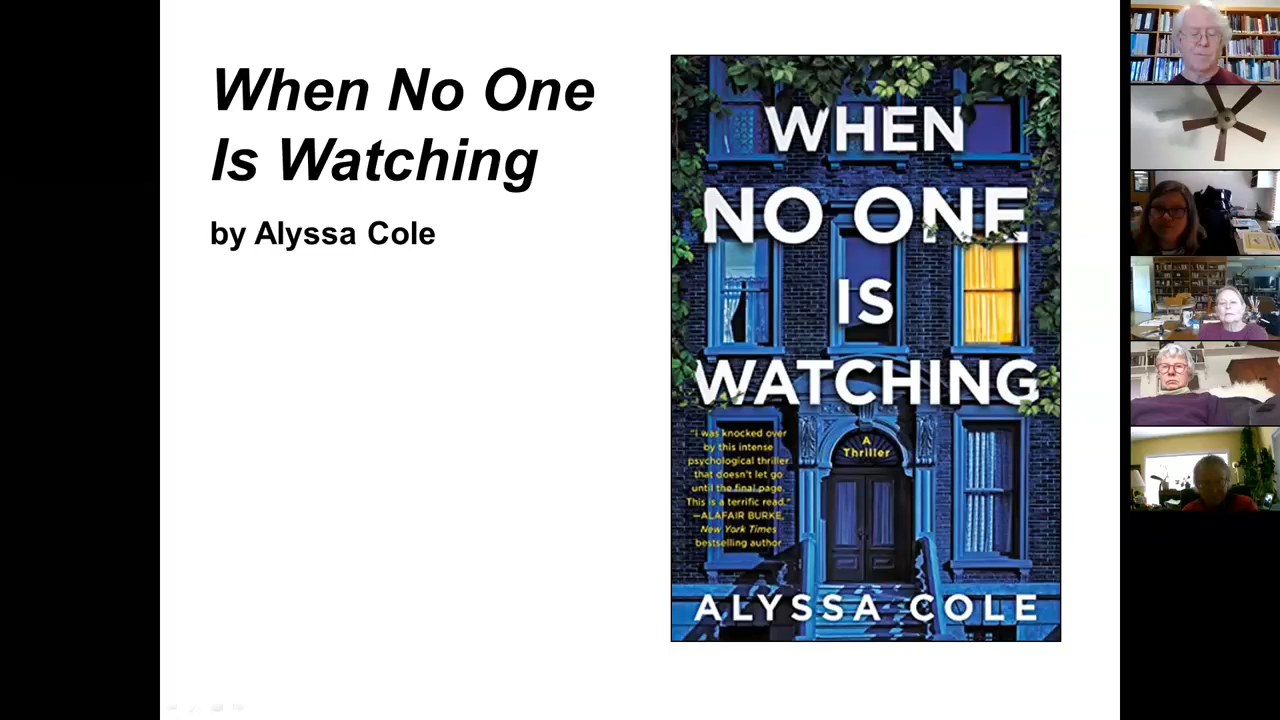 When No One
Is Watching
by Alyssa Cole
WHEN
NO ONE
IS
WATCHING
"I was knocked over
by this intense
psychological thriller
that doesn't let go
until the final page.
This is a terrific read."
—ALAFAIR BURKE,
New York Times
bestselling author
A
Thriller
ALYSSA COLE